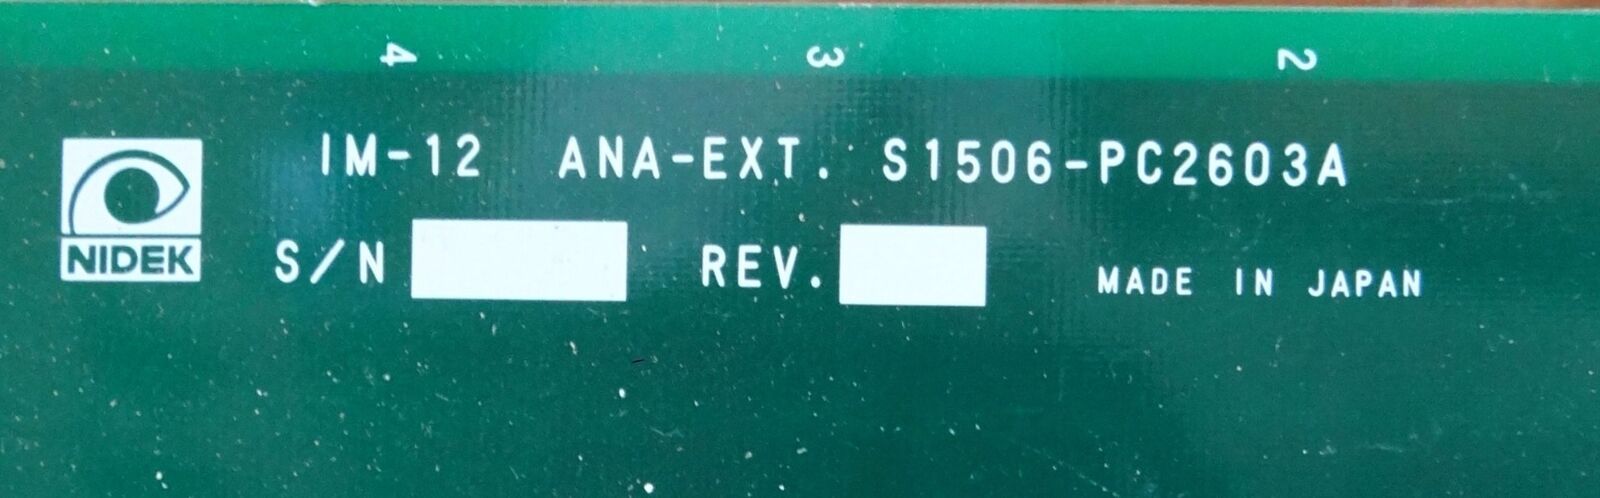 4 3 2
IM-12 ANA-EXT. S1506-PC2603A
NIDEK
S/N REV. MADE IN JAPAN